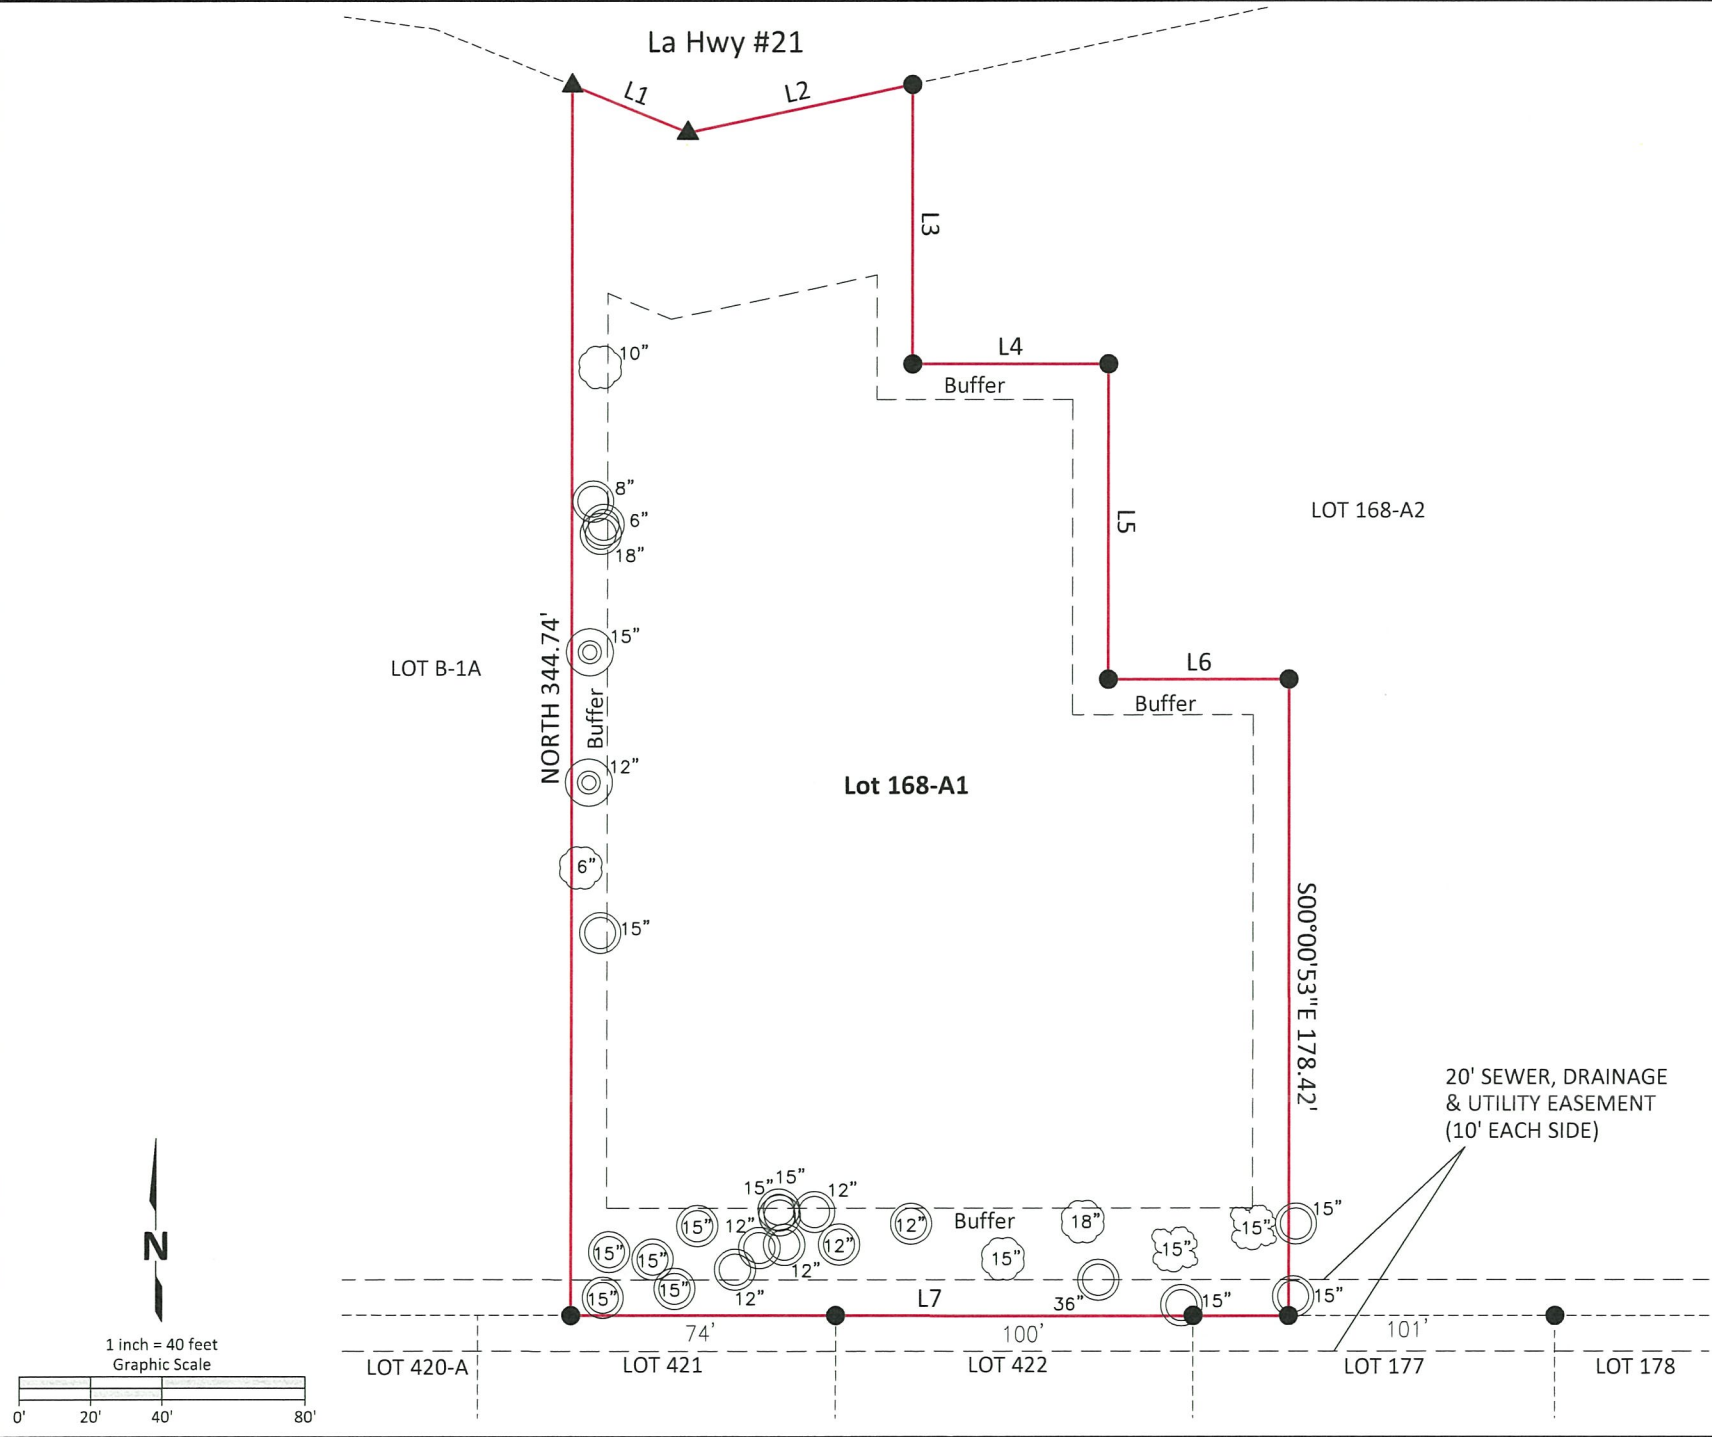 La Hwy #21
L1
L2
L3
10”
L4
Buffer
8”
6”
18”
LOT 168-A2
L5
15”
LOT B-1A
NORTH 344.74'
Buffer
L6
Buffer
12”
Lot 168-A1
6”
15”
S00°00'53"E 178.42'
20' SEWER, DRAINAGE
& UTILITY EASEMENT
(10' EACH SIDE)
15”
15”
12”
15”
12”
12”
Buffer
18”
15”
15”
15”
15”
12”
15”
15”
12”
15”
15”
12”
L7
36”
15”
15”
74'
100'
101'
LOT 420-A
LOT 421
LOT 422
LOT 177
LOT 178
N
1 inch = 40 feet
Graphic Scale
0'
20'
40'
80'